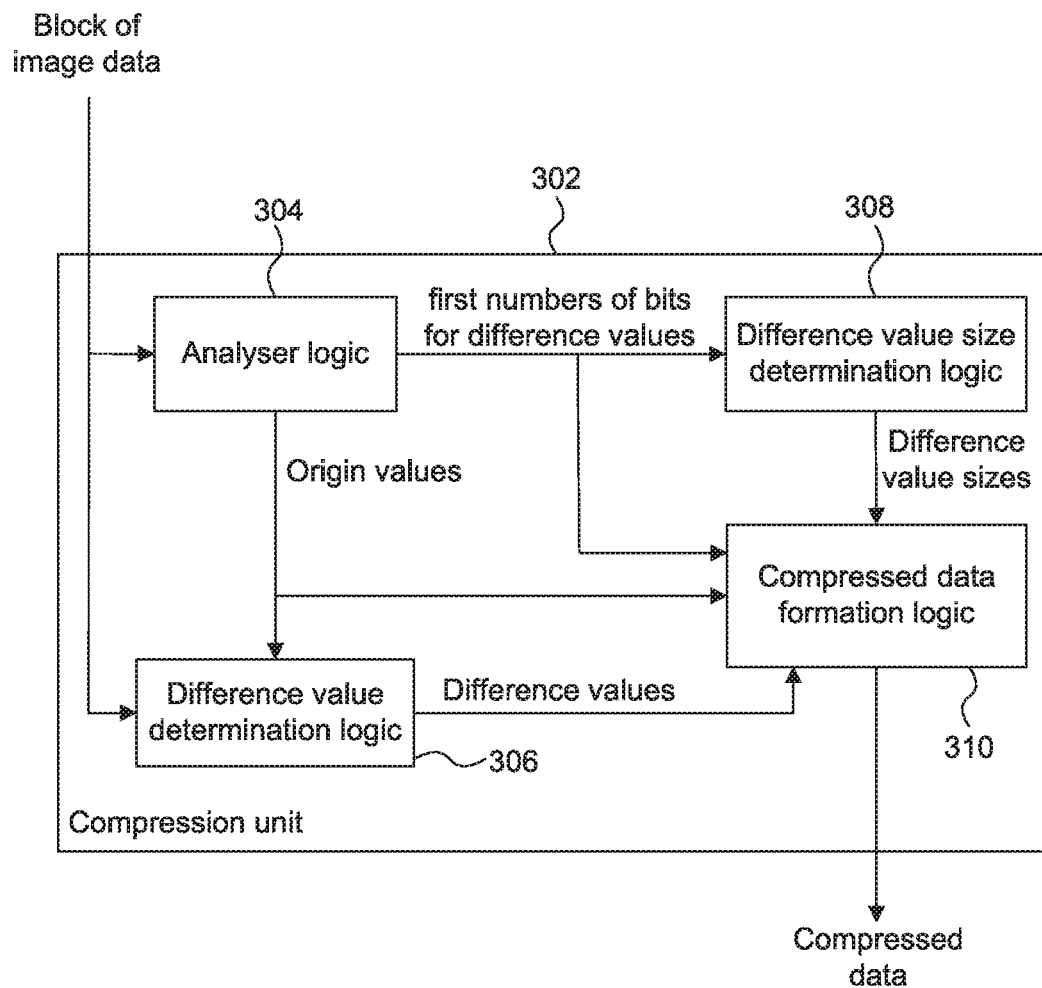 Block of
image data
302
304
308
first numbers of bits
for difference values
Analyser logic
Difference value size
determination logic
Origin values
Difference
value sizes
Compressed data
formation logic
Difference value
determination logic
Difference values
306
310
Compression unit
Compressed
data